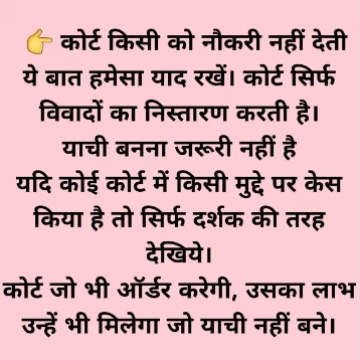 👉 कोर्ट किसी को नौकरी नहीं देती
ये बात हमेसा याद रखें। कोर्ट सिर्फ
विवादों का निस्तारण करती है।
याची बनना जरूरी नहीं है
यदि कोई कोर्ट में किसी मुद्दे पर केस
किया है तो सिर्फ दर्शक की तरह
देखिये।
कोर्ट जो भी ऑर्डर करेगी, उसका लाभ
उन्हें भी मिलेगा जो याची नहीं बने।